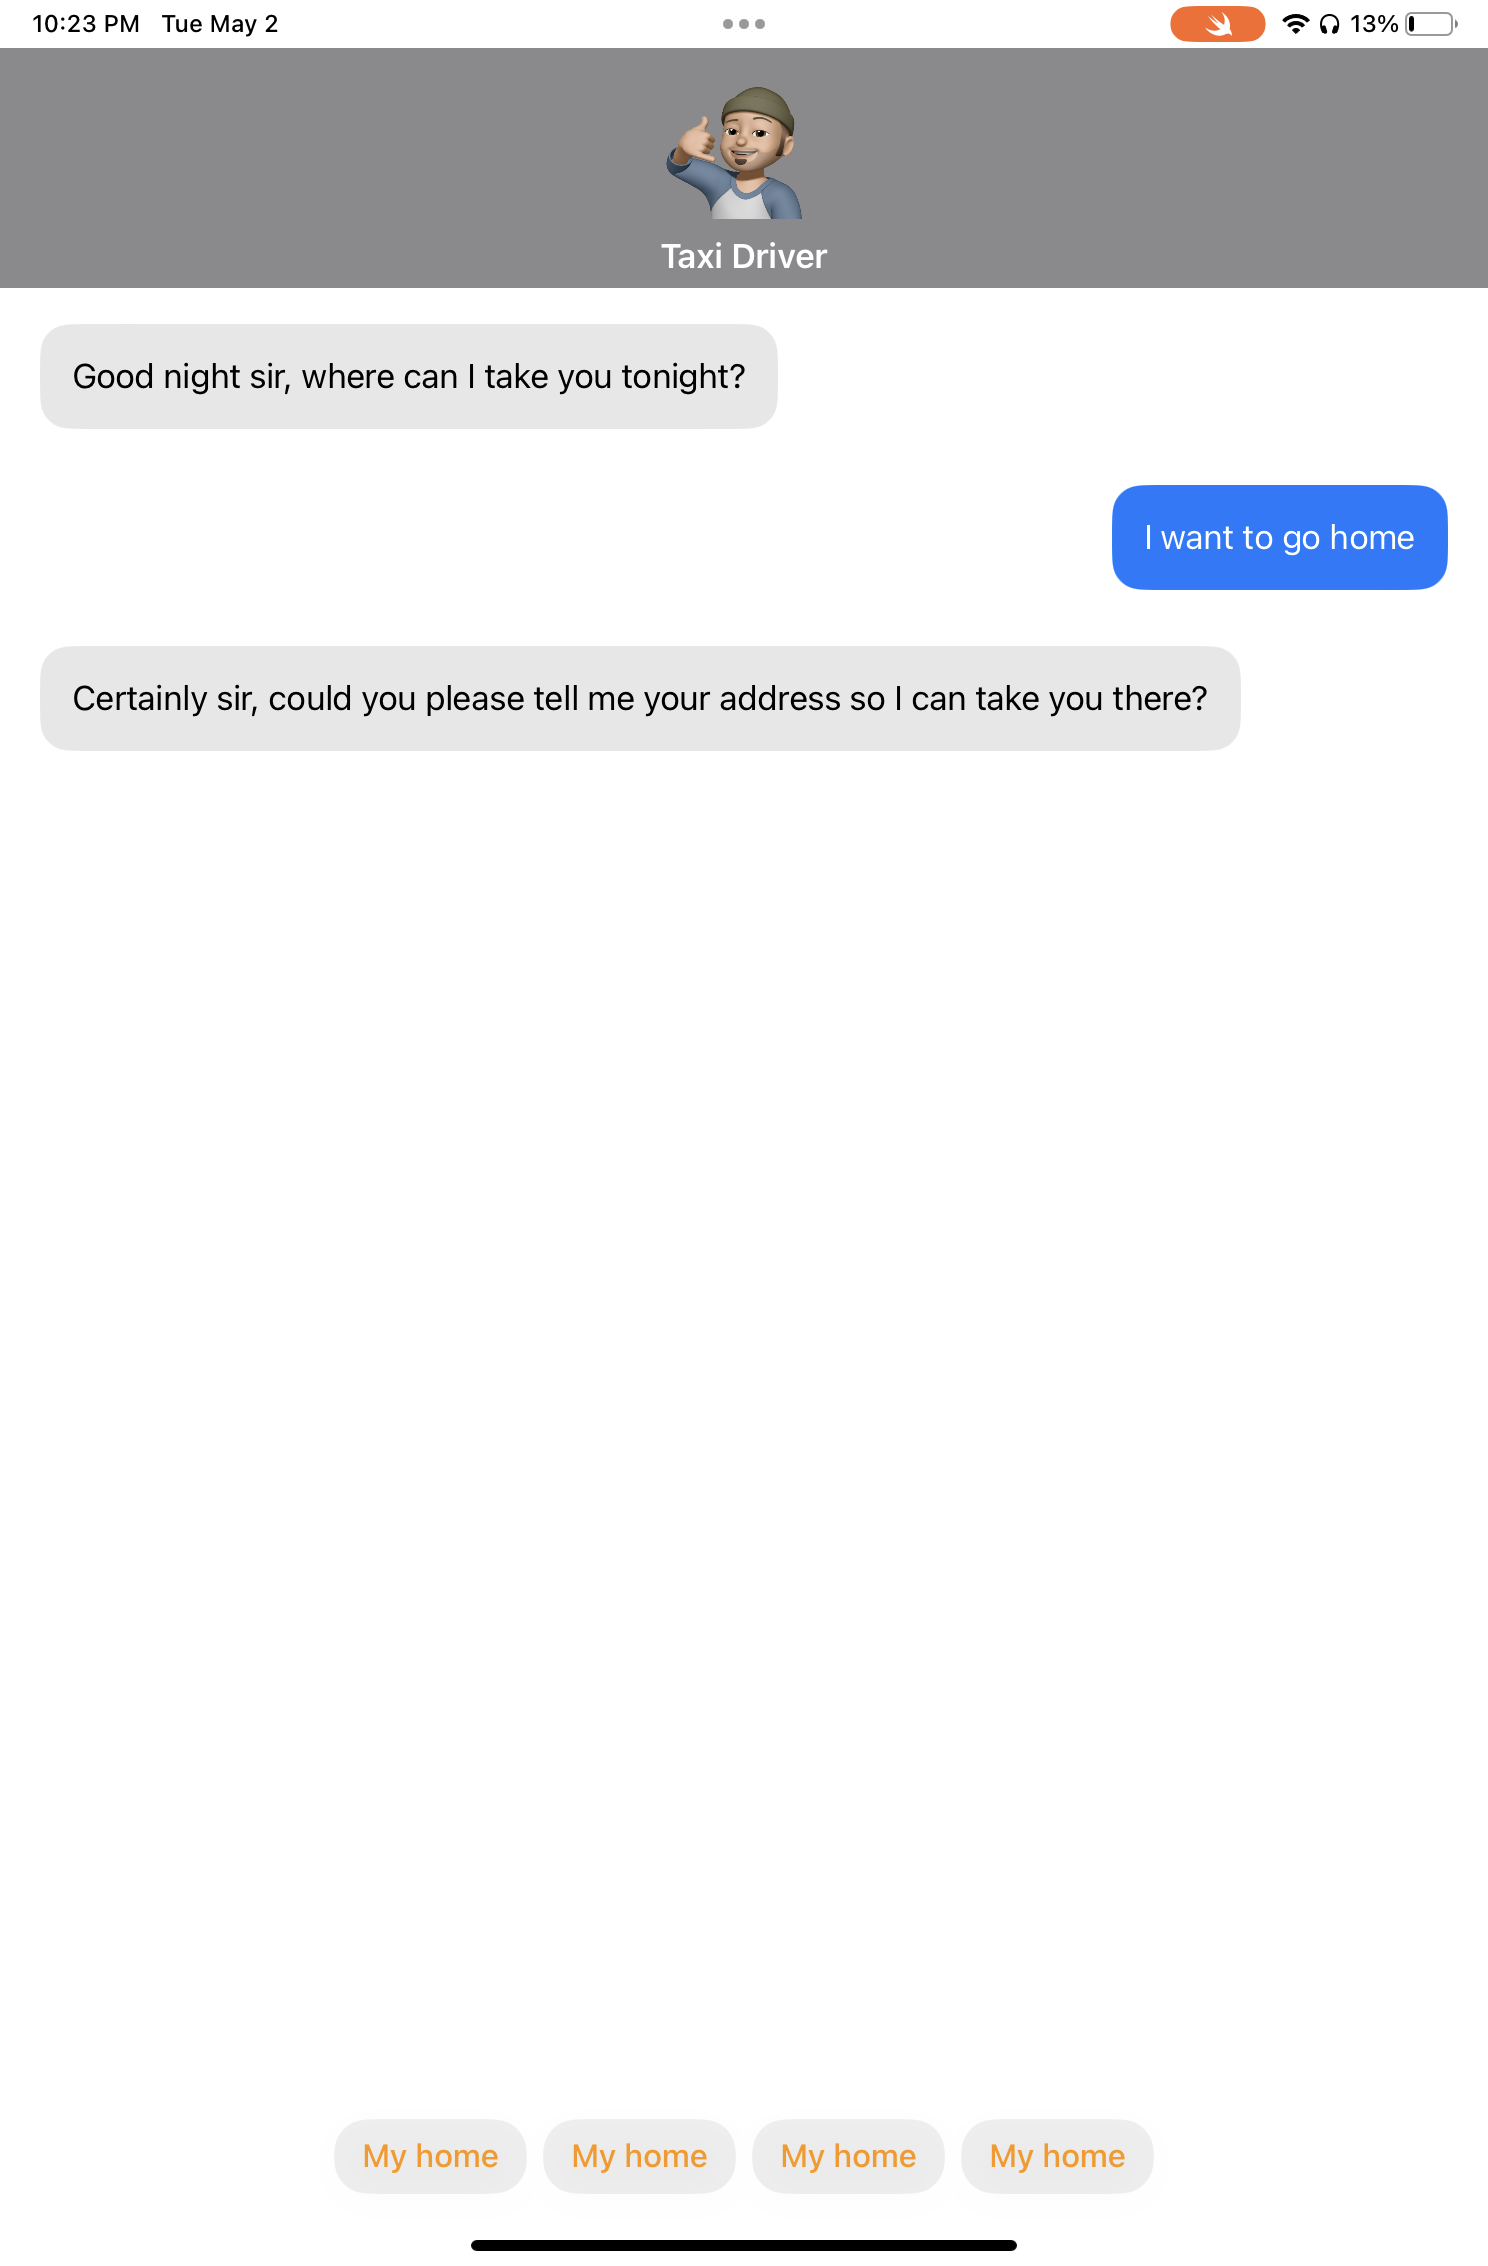 10:23 PM Tue May 2 13%
Taxi Driver
Good night sir, where can I take you tonight?
I want to go home
Certainly sir, could you please tell me your address so I can take you there?
My home My home My home My home